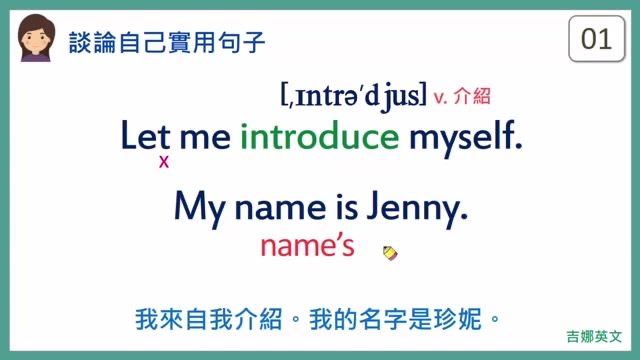 談論自己實用句子
01
[ˌɪntrəˈdjus] v. 介紹
Let me introduce myself.
x
My name is Jenny.
name's
我來自我介紹。我的名字是珍妮。
吉娜英文